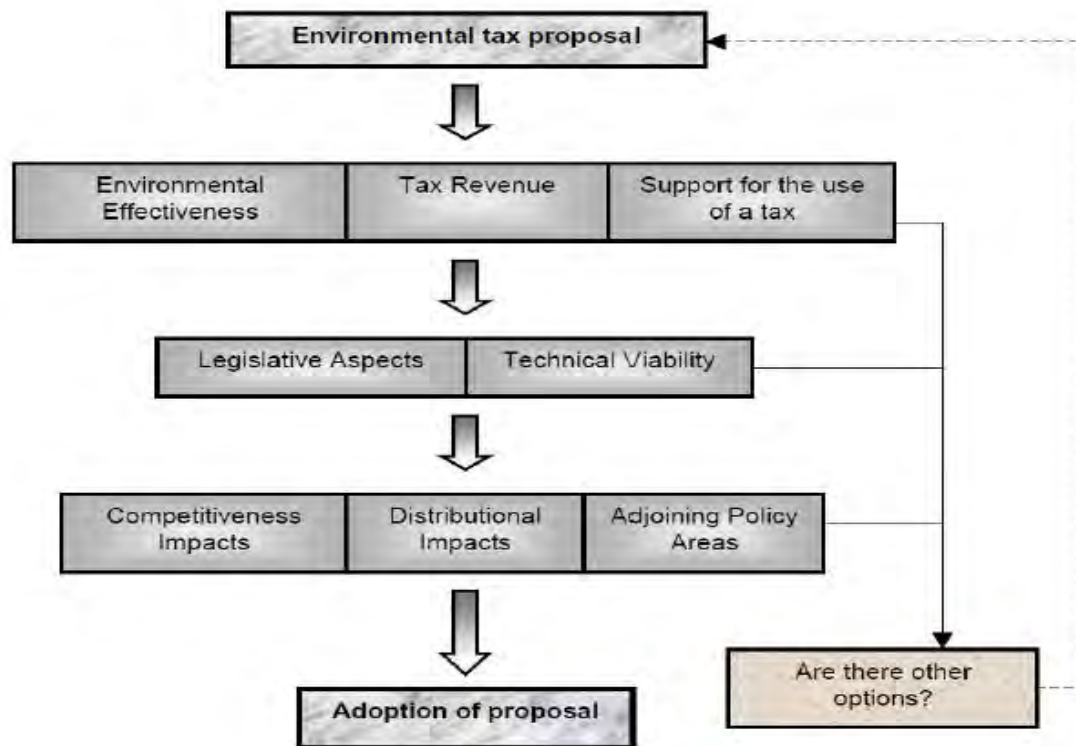 Environmental tax proposal
Environmental
Effectiveness
Tax Revenue
Support for the use
of a tax
Legislative Aspects
Technical Viability
Competitiveness
Impacts
Distributional
Impacts
Adjoining Policy
Areas
Are there other
options?
Adoption of proposal